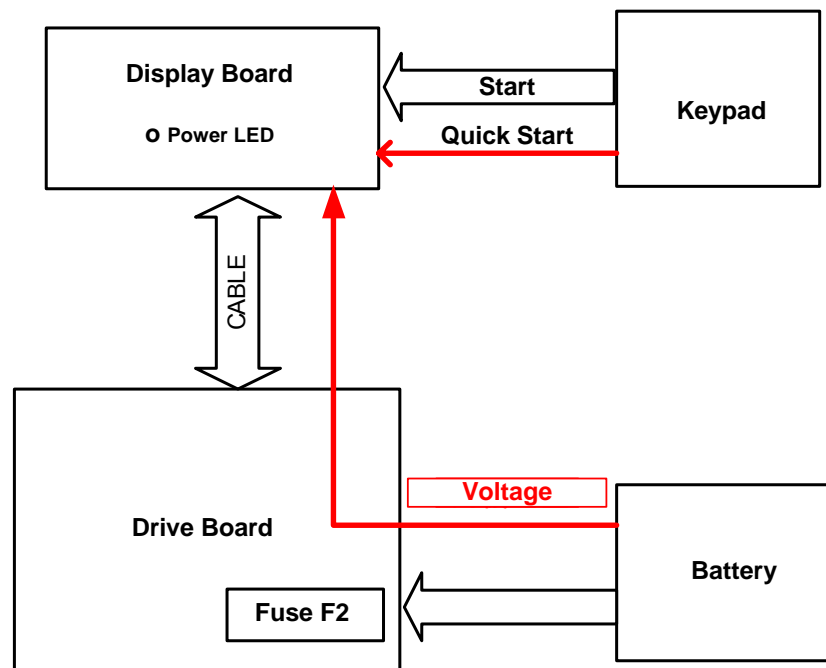 Display Board
o Power LED
Start
Quick Start
Keypad
CABLE
Drive Board
Fuse F2
Voltage
Battery